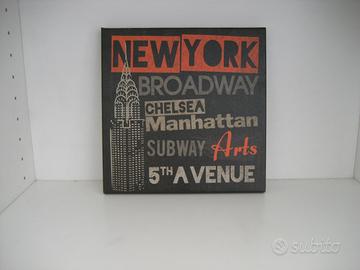 NEW YORK
BROADWAY
CHELSEA
Manhattan
SUBWAY Arts
5TH AVENUE
subito